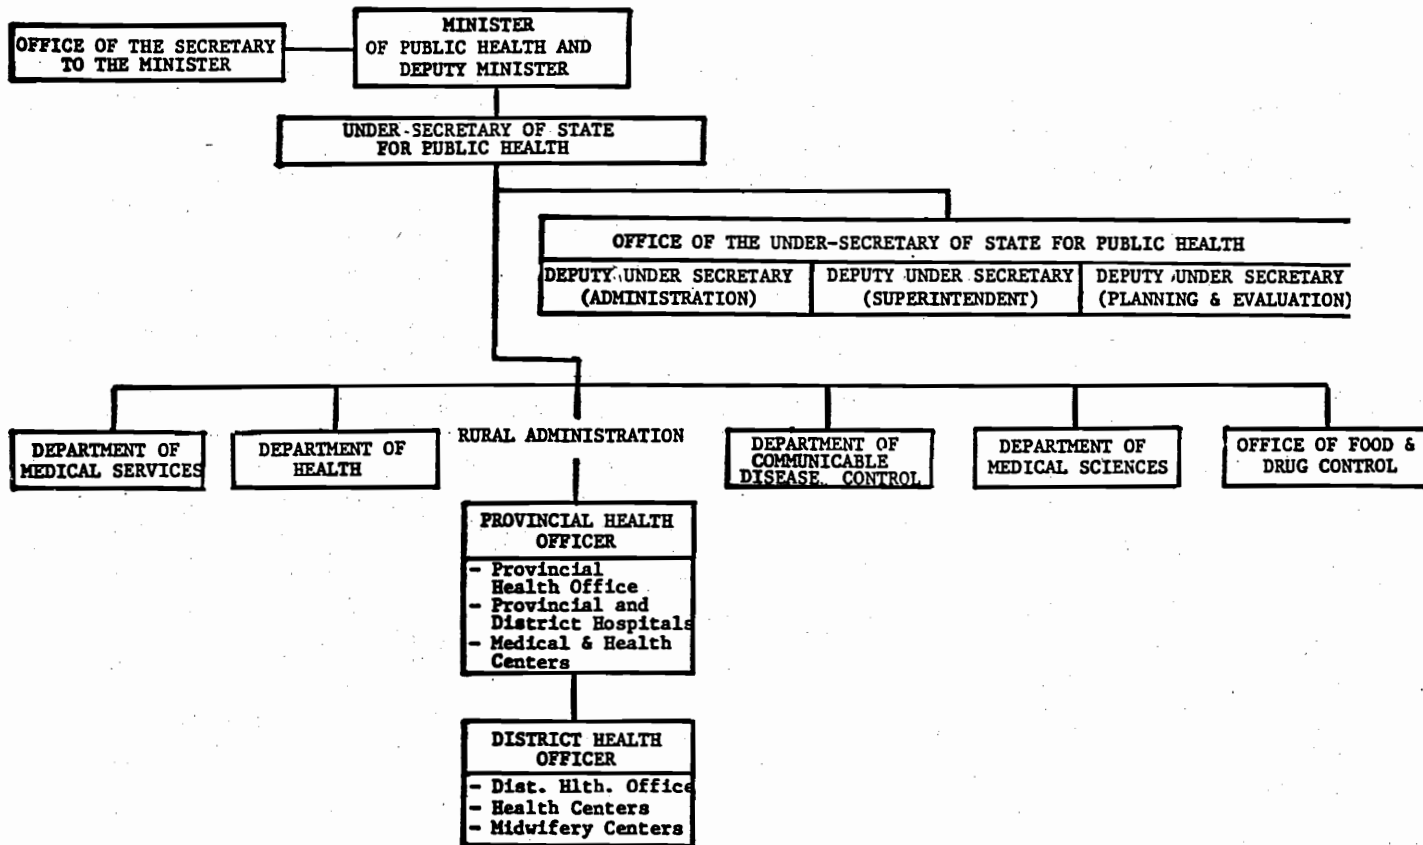 OFFICE OF THE SECRETARY
TO THE MINISTER
MINISTER
OF PUBLIC HEALTH AND
DEPUTY MINISTER
UNDER-SECRETARY OF STATE
FOR PUBLIC HEALTH
OFFICE OF THE UNDER-SECRETARY OF STATE FOR PUBLIC HEALTH
DEPUTY UNDER SECRETARY
(ADMINISTRATION)
DEPUTY UNDER SECRETARY
(SUPERINTENDENT)
DEPUTY UNDER SECRETARY
(PLANNING & EVALUATION)
DEPARTMENT OF
MEDICAL SERVICES
DEPARTMENT OF
HEALTH
RURAL ADMINISTRATION
DEPARTMENT OF
COMMUNICABLE
DISEASE CONTROL
DEPARTMENT OF
MEDICAL SCIENCES
OFFICE OF FOOD &
DRUG CONTROL
PROVINCIAL HEALTH
OFFICER
- Provincial
Health Office
- Provincial and
District Hospitals
- Medical & Health
Centers
DISTRICT HEALTH
OFFICER
- Dist. Hlth. Office
- Health Centers
- Midwifery Centers